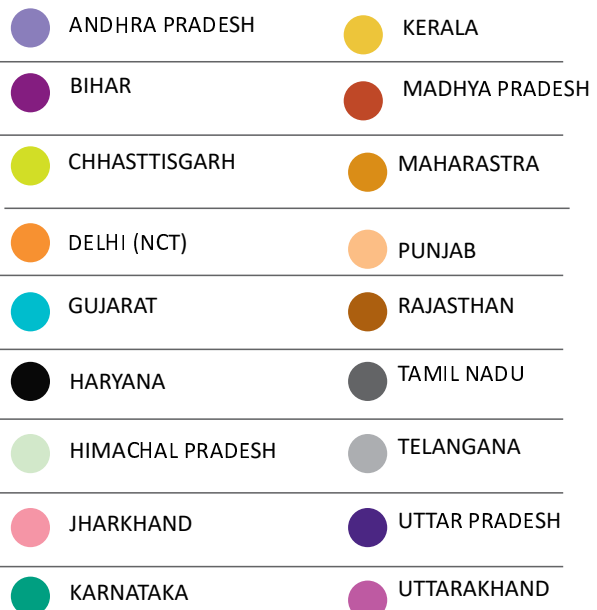 ANDHRA PRADESH
KERALA
BIHAR
MADHYA PRADESH
CHHASTTISGARH
MAHARASTRA
DELHI (NCT)
PUNJAB
GUJARAT
RAJASTHAN
HARYANA
TAMIL NADU
HIMACHAL PRADESH
TELANGANA
JHARKHAND
UTTAR PRADESH
KARNATAKA
UTTARAKHAND